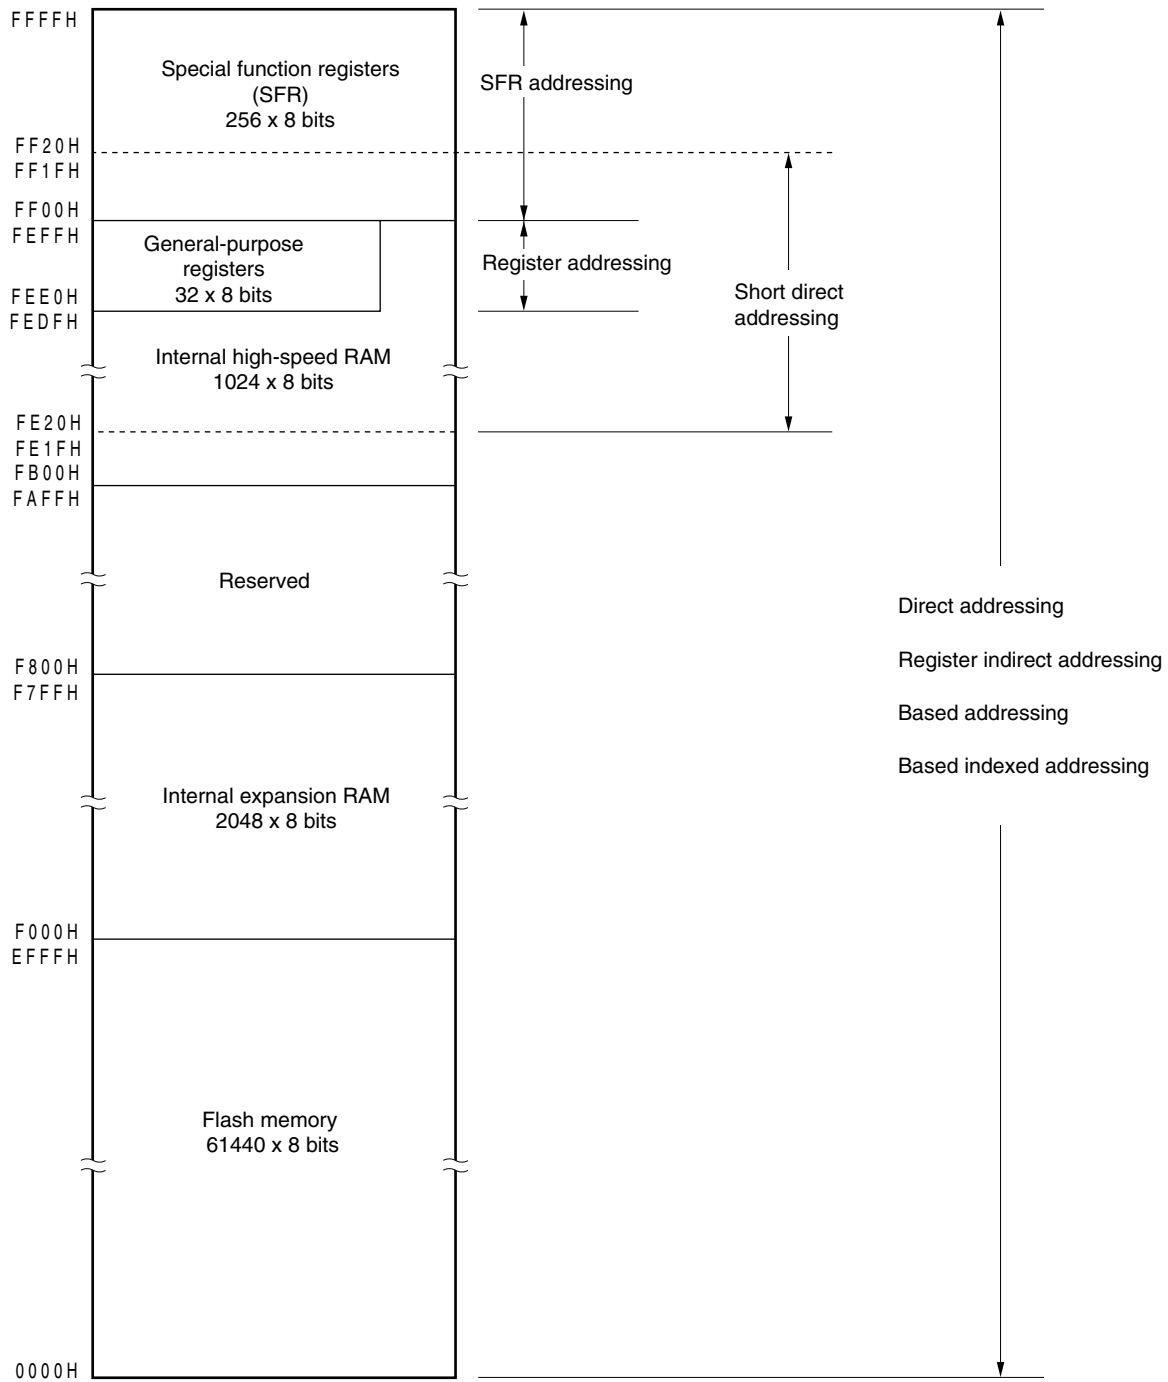 FFFFH
Special function registers
(SFR)
256 x 8 bits
SFR addressing
FF20H
FF1FH
FF00H
FEFFH
General-purpose
registers
32 x 8 bits
Register addressing
FEE0H
FEDFH
Short direct
addressing
Internal high-speed RAM
1024 x 8 bits
FE20H
FE1FH
FB00H
FAFFH
Reserved
Direct addressing
Register indirect addressing
Based addressing
Based indexed addressing
F800H
F7FFH
Internal expansion RAM
2048 x 8 bits
F000H
EFFFH
Flash memory
61440 x 8 bits
0000H